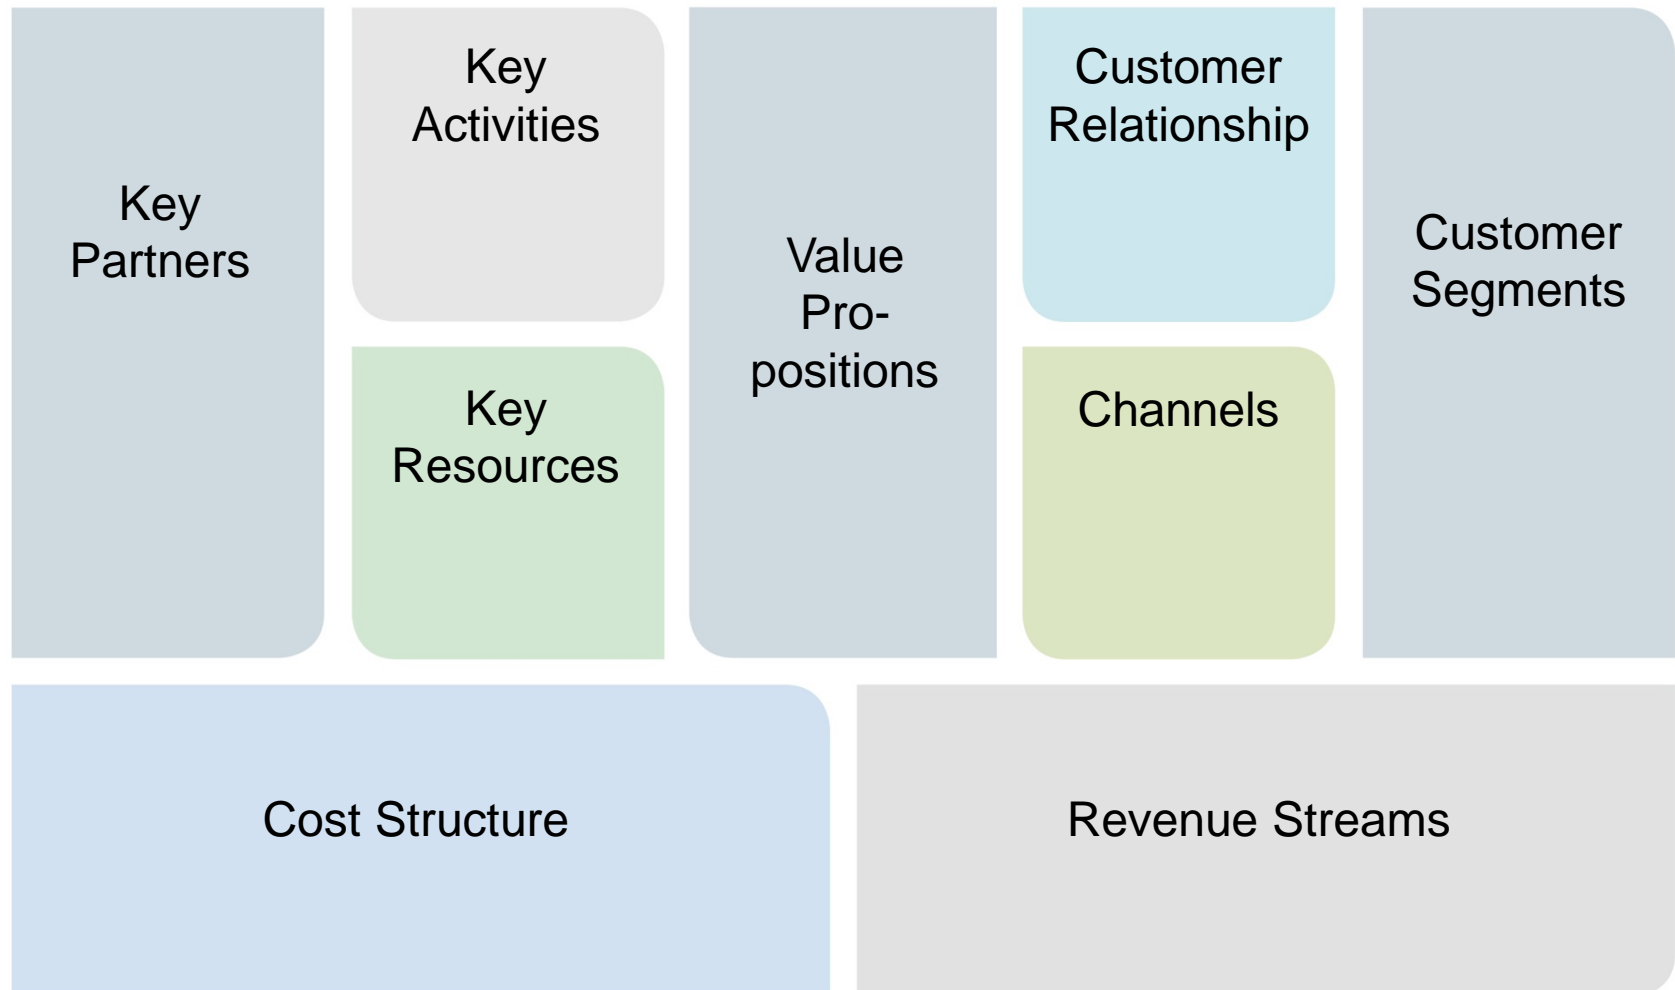 Key
Partners
Key
Activities
Key
Resources
Value
Pro-
positions
Customer
Relationship
Channels
Customer
Segments
Cost Structure
Revenue Streams